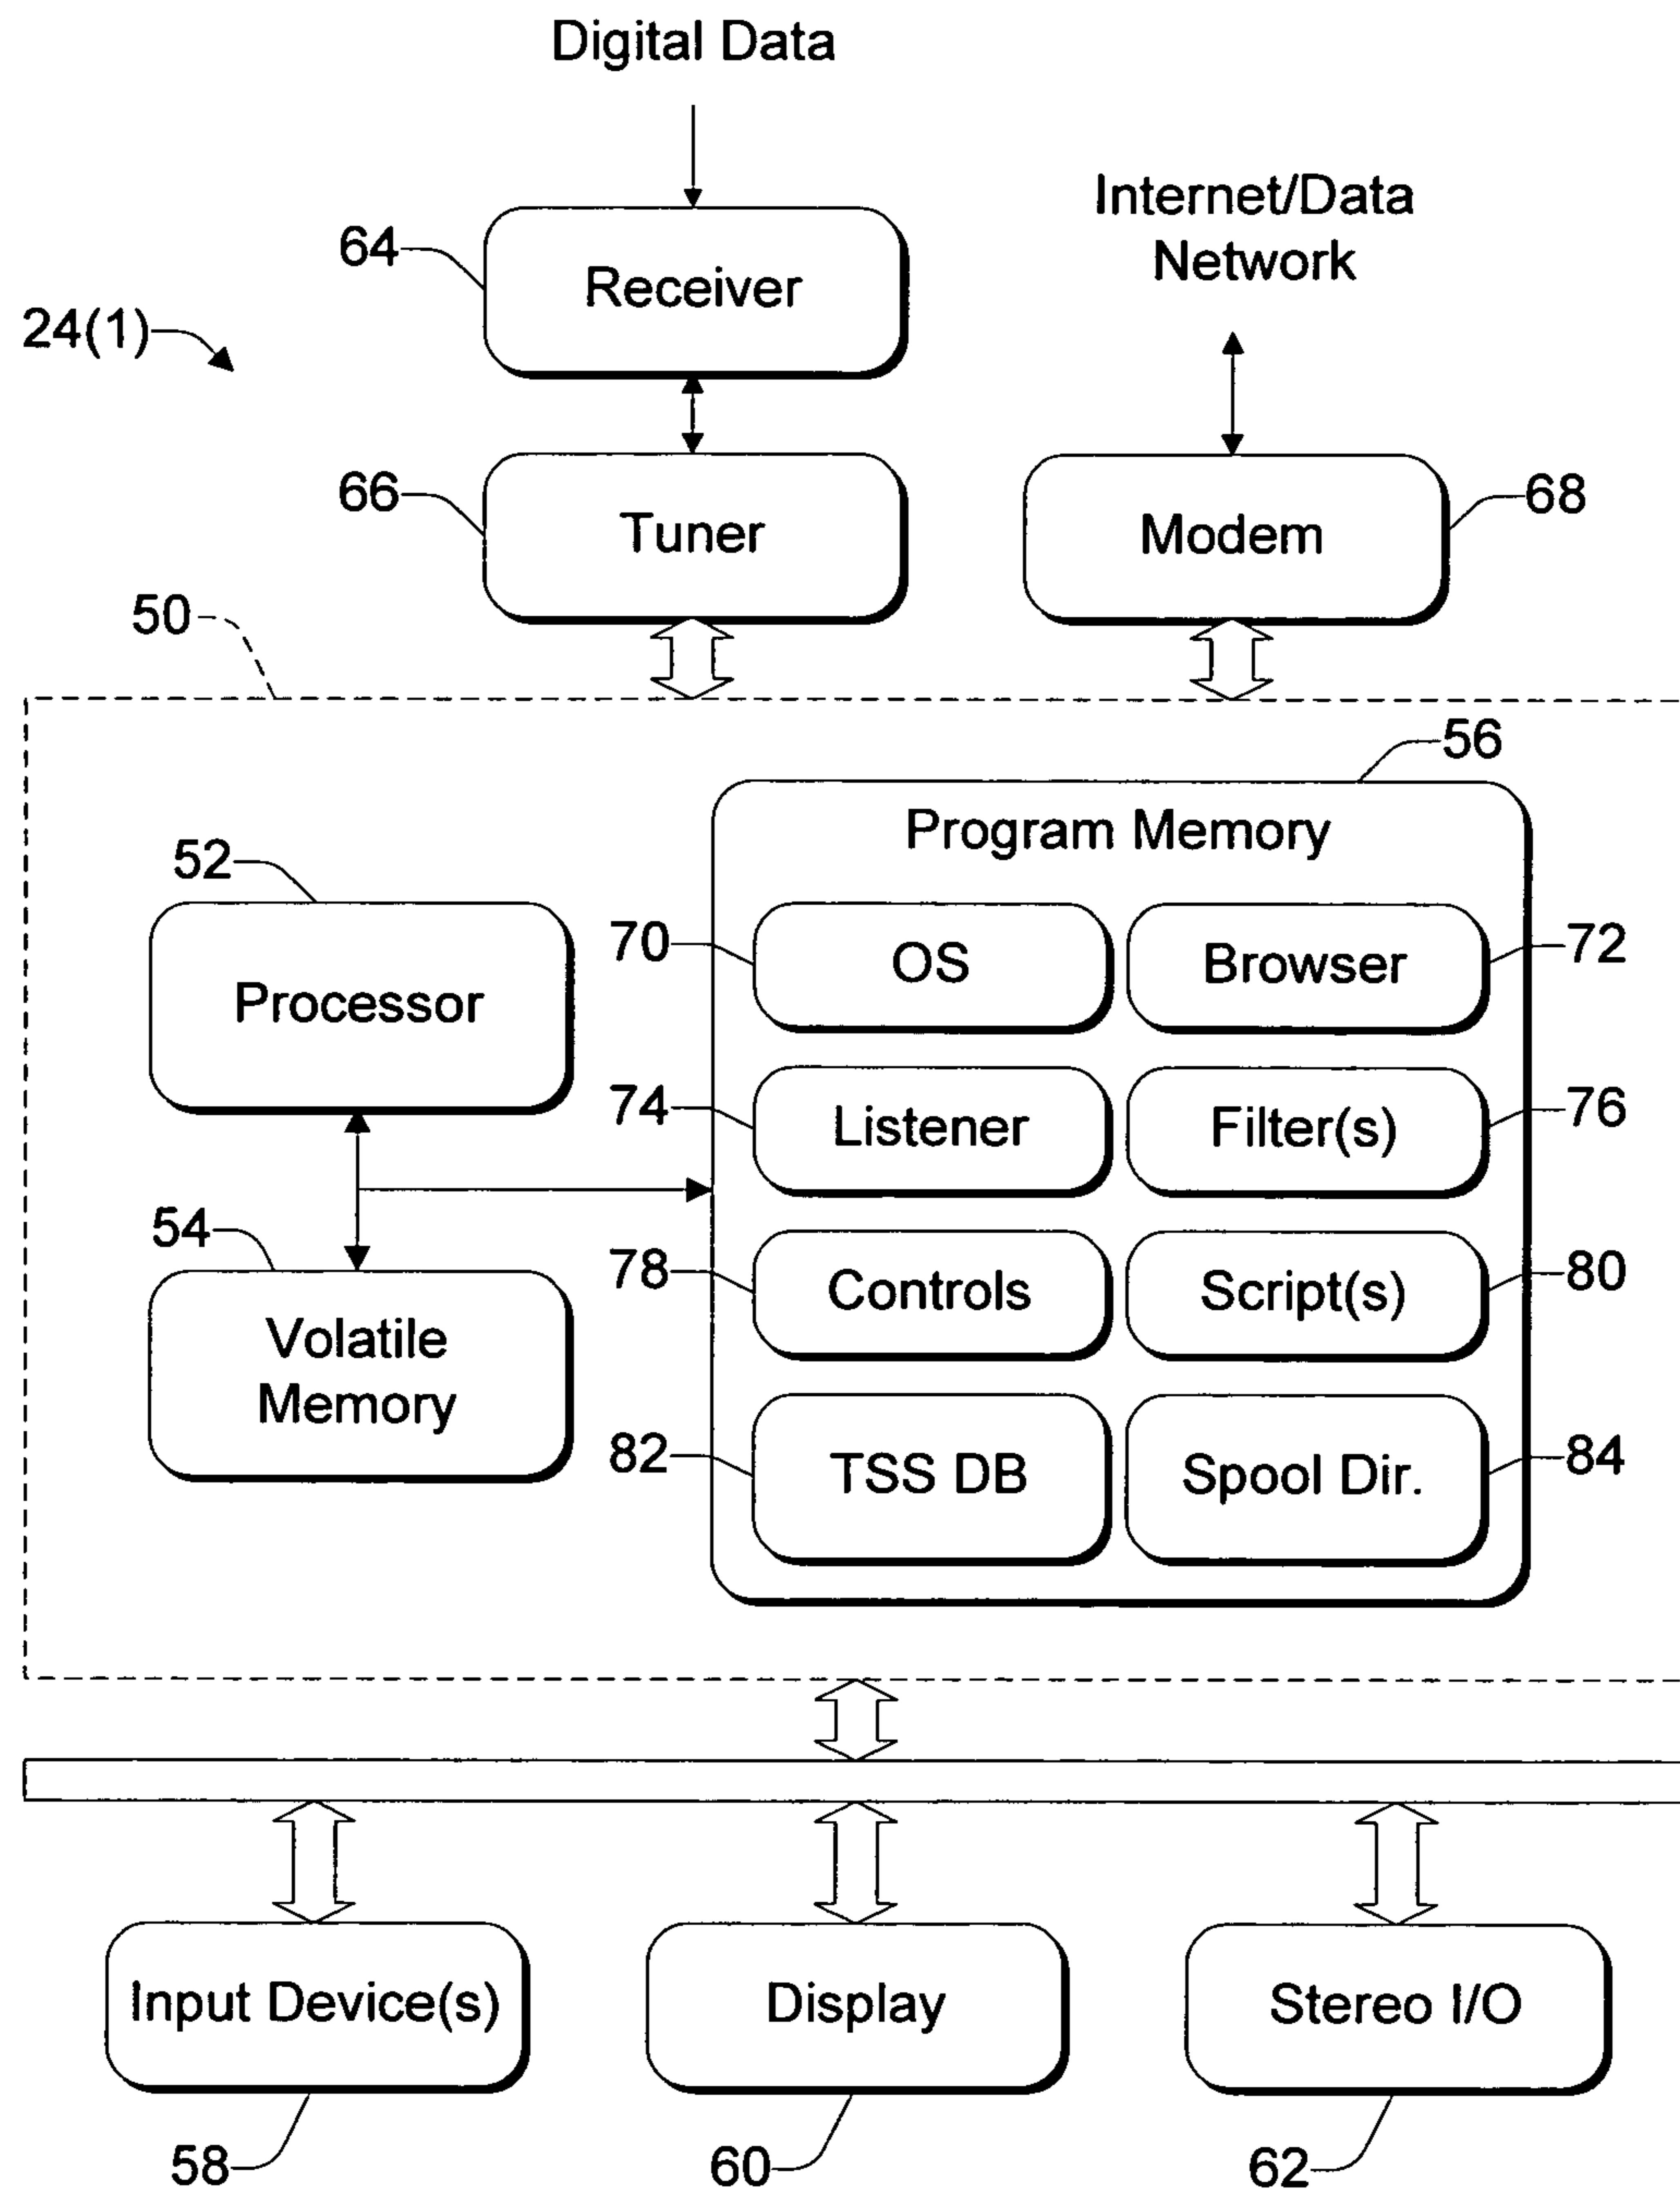 Digital Data
Internet/Data
Network
64
Receiver
24(1)
66
Tuner
Modem
68
50
56
Program Memory
52
Processor
70
OS
Browser
72
74
Listener
Filter(s)
76
54
Volatile
Memory
78
Controls
Script(s)
80
82
TSS DB
Spool Dir.
84
Input Device(s)
Display
Stereo I/O
58
60
62